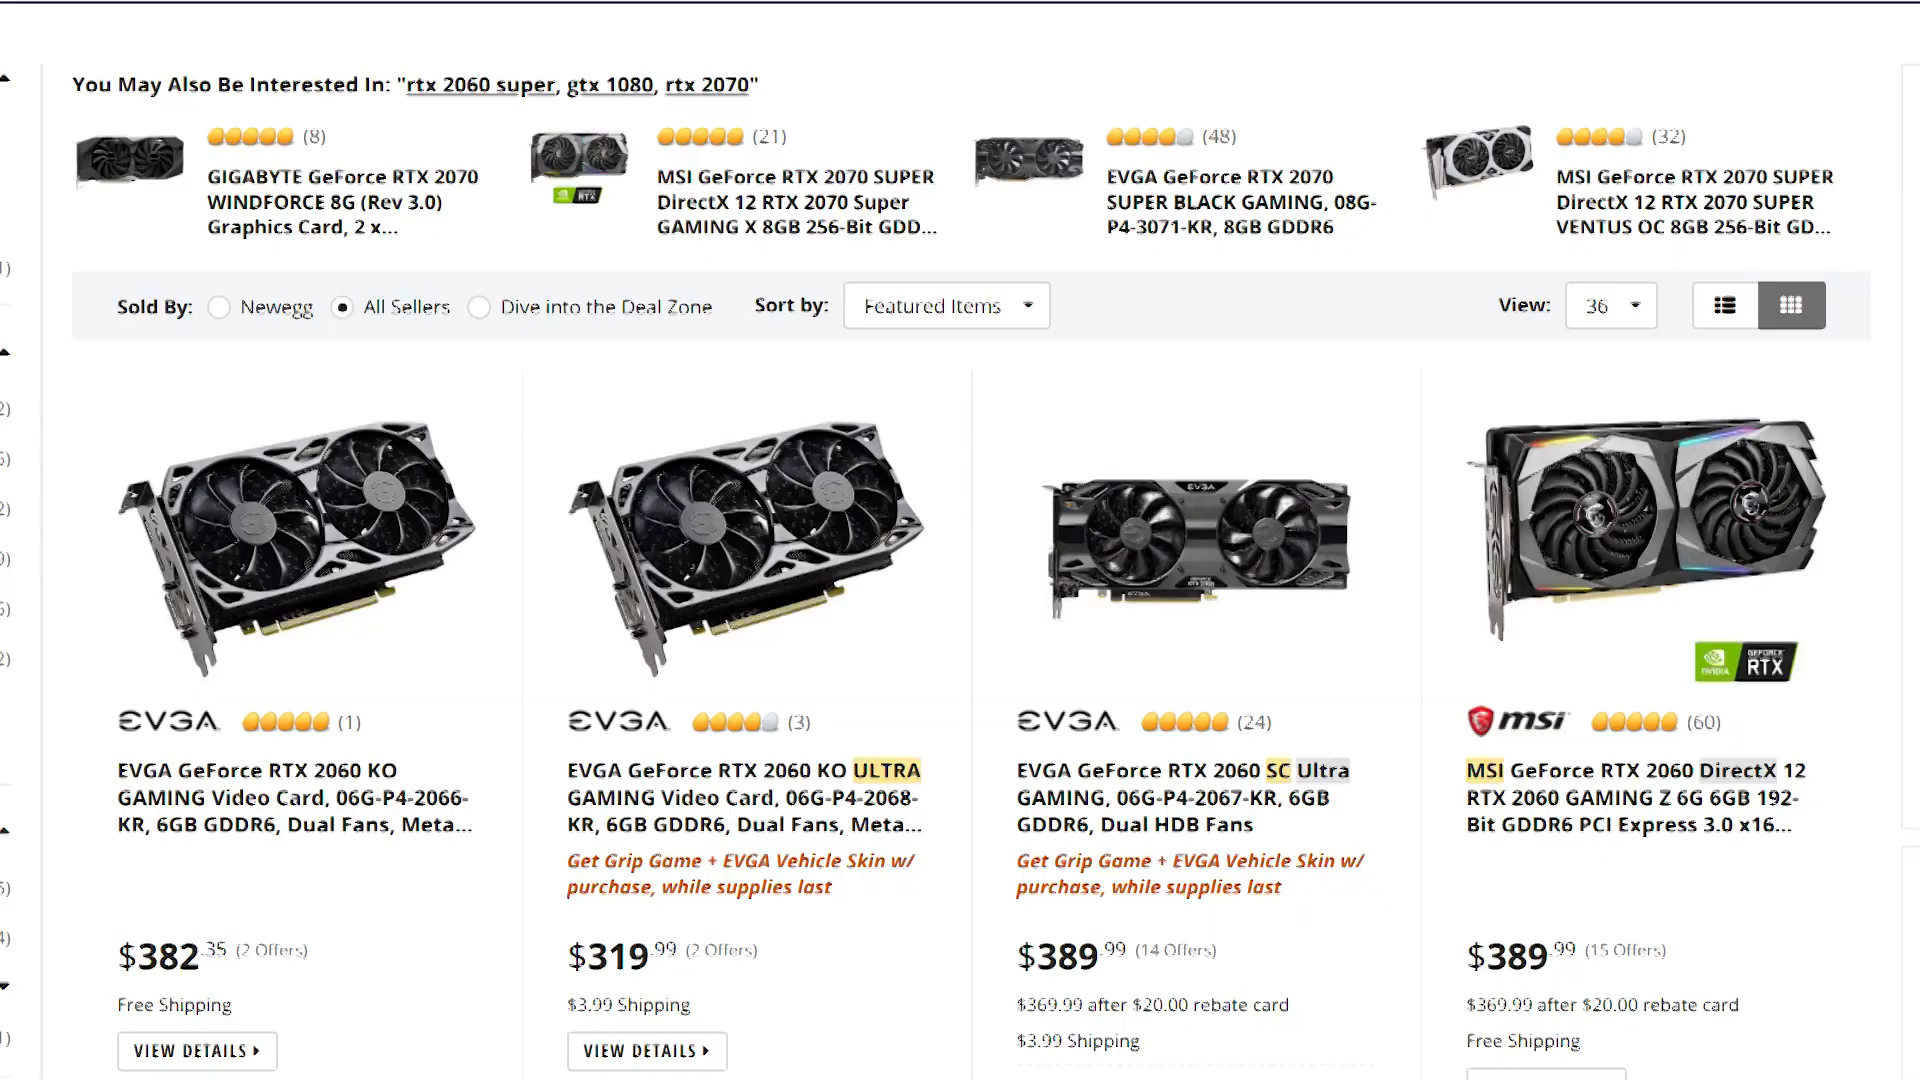 You May Also Be Interested In: "rtx 2060 super, gtx 1080, rtx 2070"
(8)
GIGABYTE GeForce RTX 2070
WINDFORCE 8G (Rev 3.0)
Graphics Card, 2 x...
(21)
MSI GeForce RTX 2070 SUPER
DirectX 12 RTX 2070 Super
GAMING X 8GB 256-Bit GDD...
(48)
EVGA GeForce RTX 2070
SUPER BLACK GAMING, 08G-
P4-3071-KR, 8GB GDDR6
(32)
MSI GeForce RTX 2070 SUPER
DirectX 12 RTX 2070 SUPER
VENTUS OC 8GB 256-Bit GD...
Sold By: Newegg All Sellers Dive into the Deal Zone Sort by: Featured Items View: 36
EVGA
NVIDIA GEFORCE RTX
EVGA (1)
EVGA GeForce RTX 2060 KO
GAMING Video Card, 06G-P4-2066-
KR, 6GB GDDR6, Dual Fans, Meta...
$382.35 (2 Offers)
Free Shipping
VIEW DETAILS
EVGA (3)
EVGA GeForce RTX 2060 KO ULTRA
GAMING Video Card, 06G-P4-2068-
KR, 6GB GDDR6, Dual Fans, Meta...
Get Grip Game + EVGA Vehicle Skin w/
purchase, while supplies last
$319.99 (2 Offers)
$3.99 Shipping
VIEW DETAILS
EVGA (24)
EVGA GeForce RTX 2060 SC Ultra
GAMING, 06G-P4-2067-KR, 6GB
GDDR6, Dual HDB Fans
Get Grip Game + EVGA Vehicle Skin w/
purchase, while supplies last
$389.99 (14 Offers)
$369.99 after $20.00 rebate card
$3.99 Shipping
msi (60)
MSI GeForce RTX 2060 DirectX 12
RTX 2060 GAMING Z 6G 6GB 192-
Bit GDDR6 PCI Express 3.0 x16...
$389.99 (15 Offers)
$369.99 after $20.00 rebate card
Free Shipping